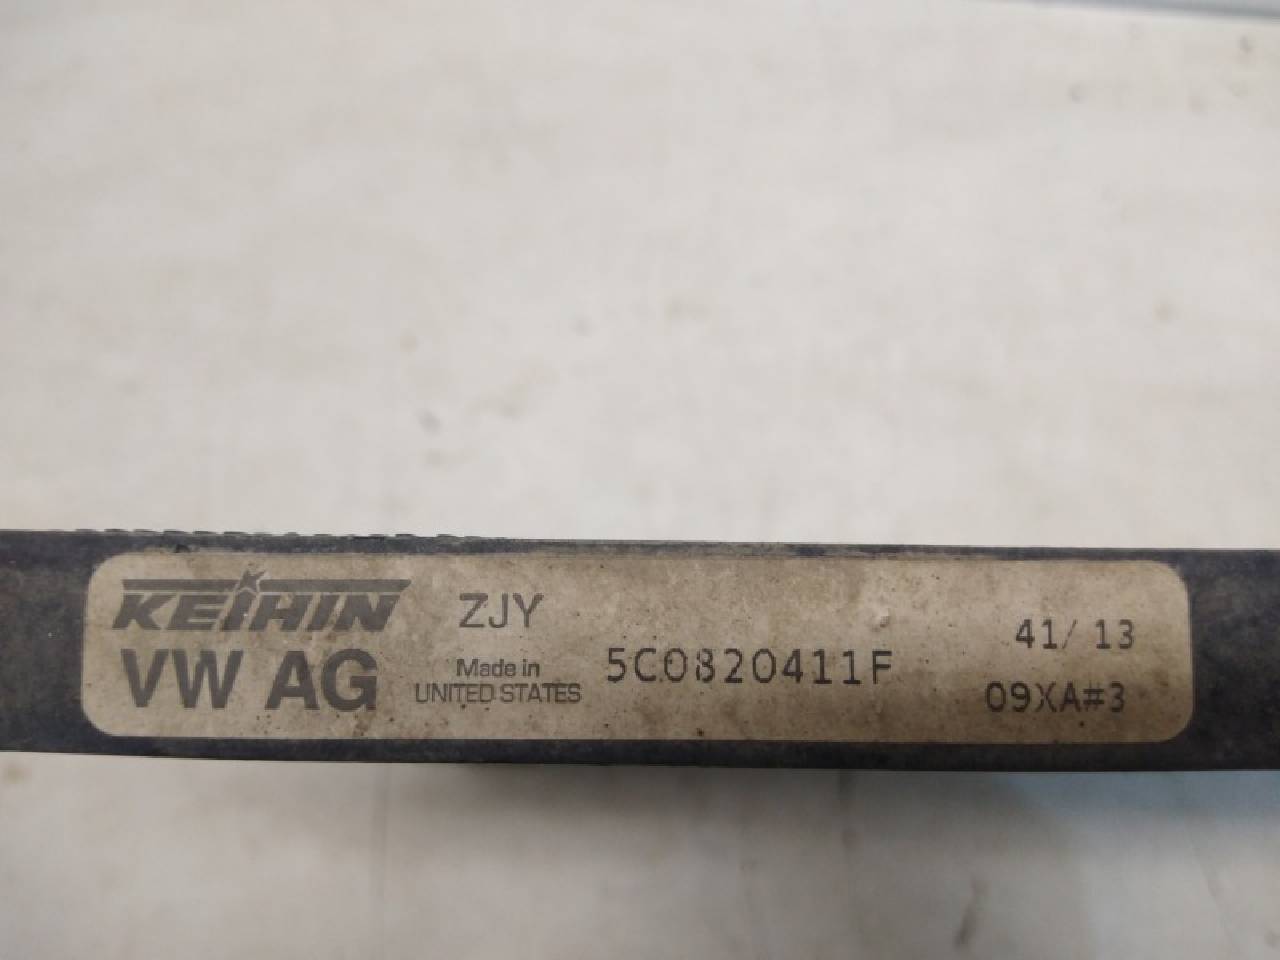 KEIHIN ZJY
VW AG
Made in
UNITED STATES
5C0820411F
41/ 13
09XA#3